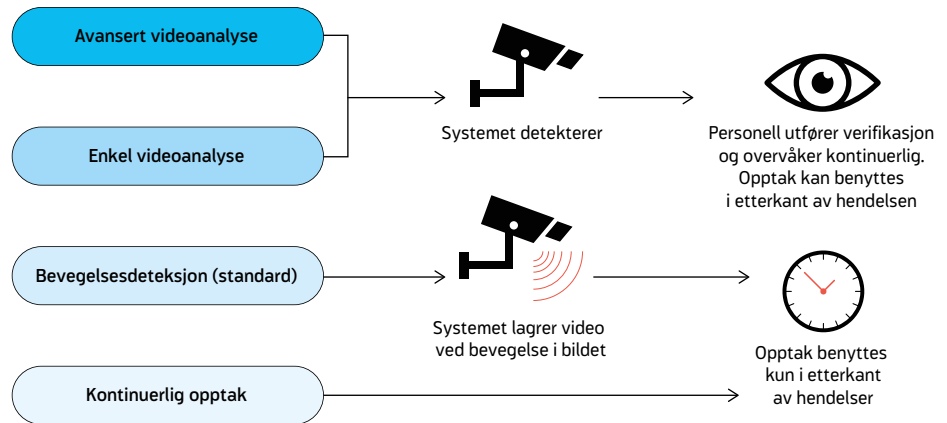 Avansert videoanalyse
Enkel videoanalyse
Systemet detekterer
Personell utfører verifikasjon
og overvåker kontinuerlig.
Opptak kan benyttes
i etterkant av hendelsen
Bevegelsesdeteksjon (standard)
Systemet lagrer video
ved bevegelse i bildet
Kontinuerlig opptak
Opptak benyttes
kun i etterkant
av hendelser